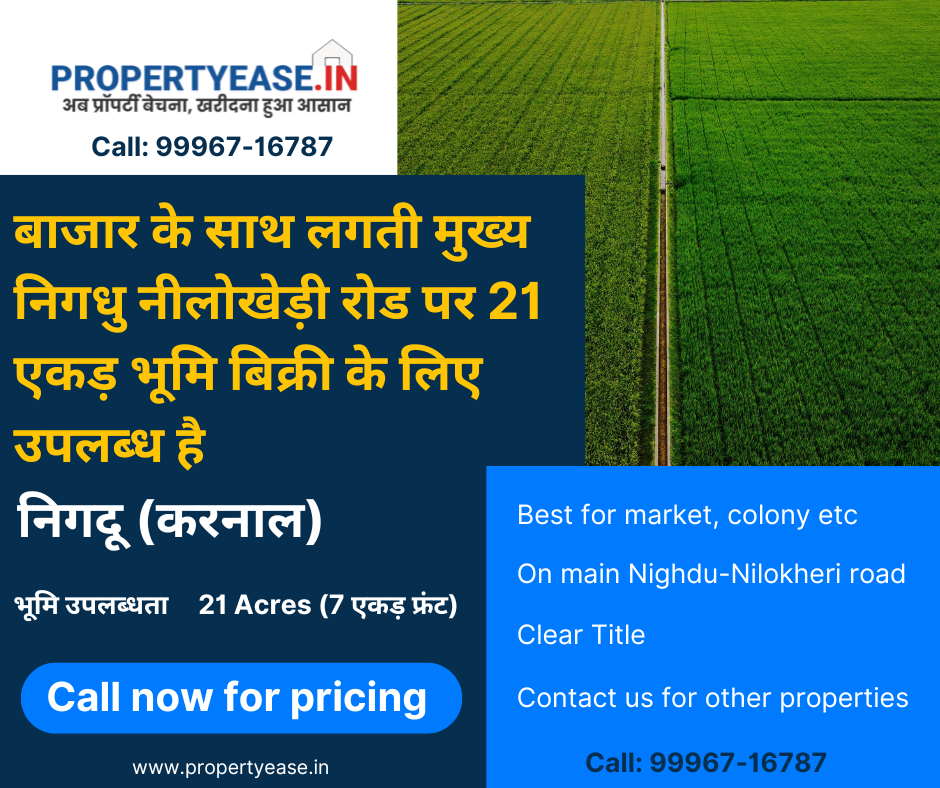 PROPERTYEASE.IN
अब प्रॉपर्टी बेचना, खरीदना हुआ आसान
Call: 99967-16787
बाजार के साथ लगती मुख्य
निगधु नीलोखेड़ी रोड पर 21
एकड़ भूमि बिक्री के लिए
उपलब्ध है
निगदू (करनाल)
भूमि उपलब्धता 21 Acres (7 एकड़ फ्रंट)
Call now for pricing
www.propertyease.in
Best for market, colony etc
On main Nighdu-Nilokheri road
Clear Title
Contact us for other properties
Call: 99967-16787